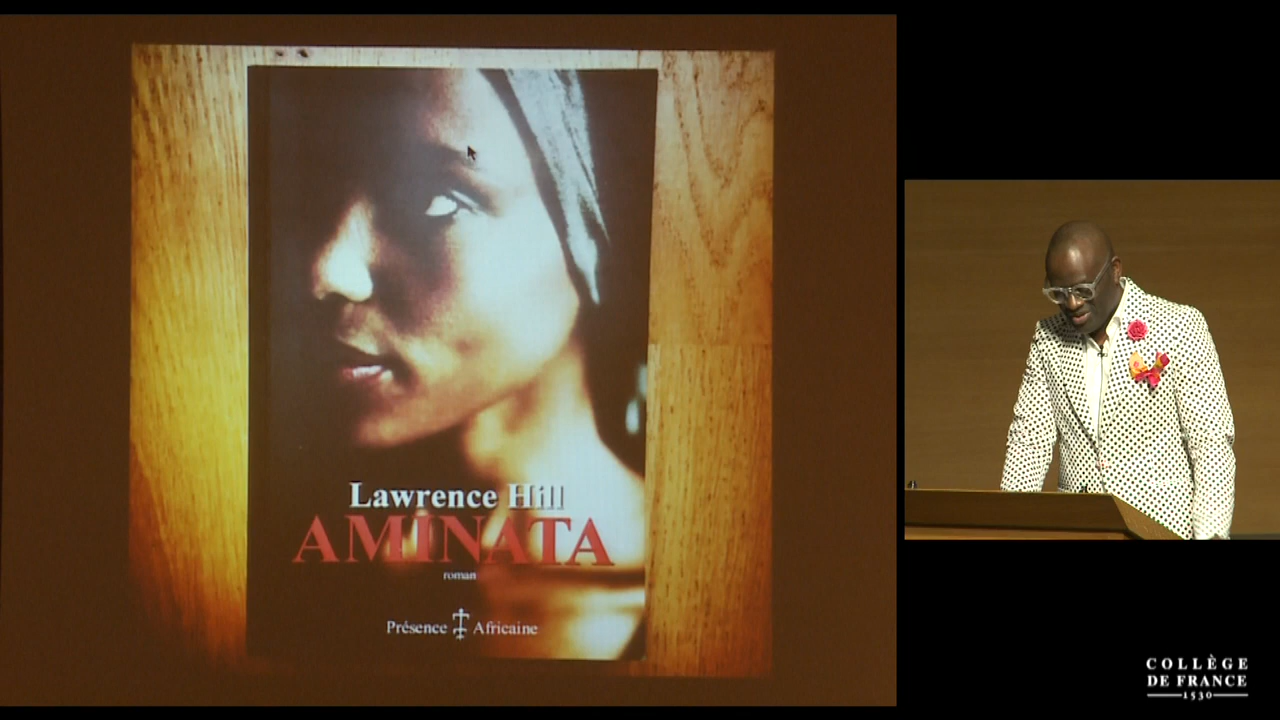 Lawrence Hill
AMINATA
roman
Présence Africaine
COLLÈGE
DE FRANCE
1530